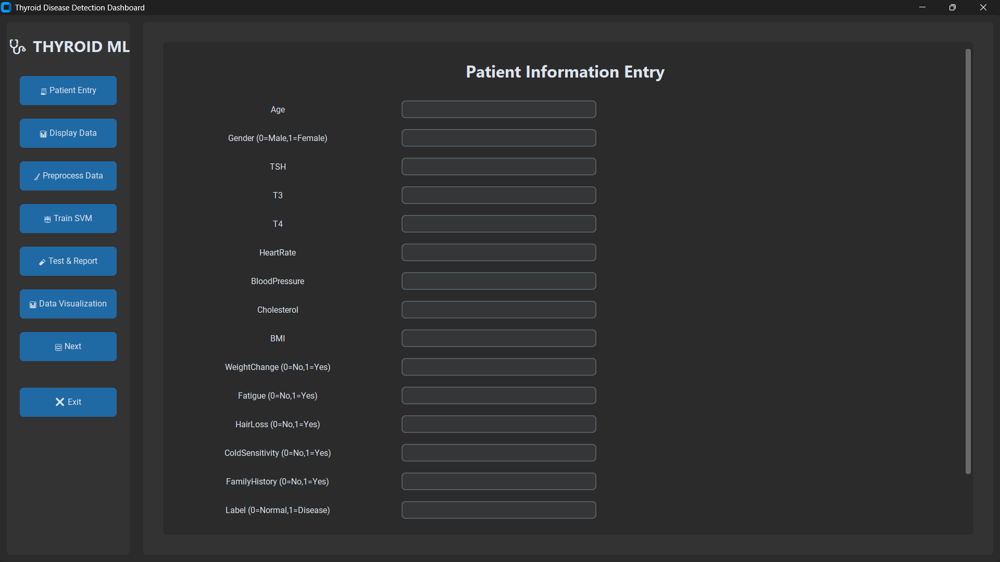 Thyroid Disease Detection Dashboard
THYROID ML
Patient Entry
Display Data
Preprocess Data
Train SVM
Test & Report
Data Visualization
Next
Exit
Patient Information Entry
Age
Gender (0=Male,1=Female)
TSH
T3
T4
HeartRate
BloodPressure
Cholesterol
BMI
WeightChange (0=No,1=Yes)
Fatigue (0=No,1=Yes)
HairLoss (0=No,1=Yes)
ColdSensitivity (0=No,1=Yes)
FamilyHistory (0=No,1=Yes)
Label (0=Normal,1=Disease)